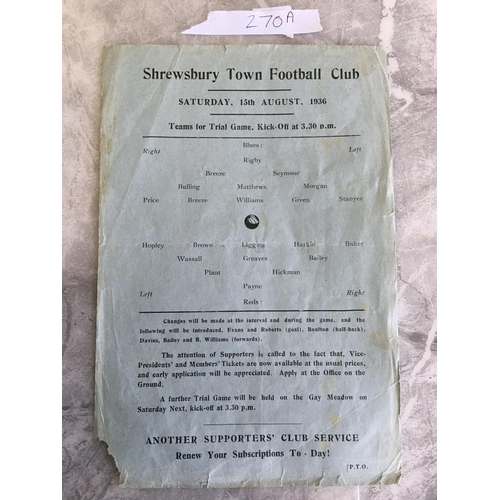 270A
Shrewsbury Town Football Club
SATURDAY, 15th AUGUST, 1936
Teams for Trial Game, Kick-Off at 3.30 p.m.
Blues:
Right Left
Rigby
Breeze Seymour
Bulling Matthews Morgan
Price Breeze Williams Green Stanyer
Hopley Brown Liggins Harkin Baker
Wassall Greaves Bailey
Plant Hickman
Payne
Left Right
Reds:
Changes will be made at the interval and during the game, and the
following will be introduced, Evans and Roberts (goal), Boulton (half-back),
Davies, Bailey and B. Williams (forwards).
The attention of Supporters is called to the fact that, Vice-
Presidents' and Members' Tickets are now available at the usual prices,
and early application will be appreciated. Apply at the Office on the
Ground.
A further Trial Game will be held on the Gay Meadow on
Saturday Next, kick-off at 3.30 p.m.
ANOTHER SUPPORTERS' CLUB SERVICE
Renew Your Subscriptions To-Day!
P.T.O.